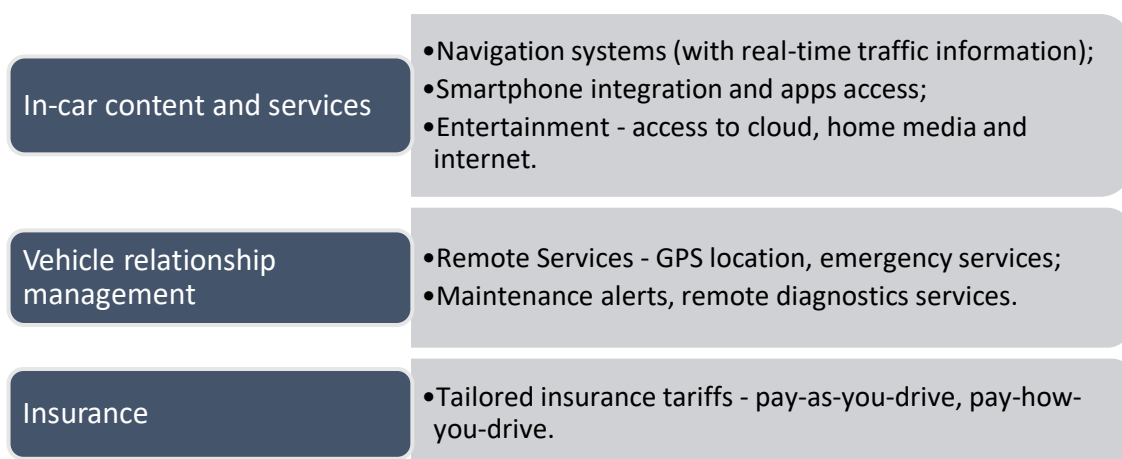 In-car content and services
•Navigation systems (with real-time traffic information);
•Smartphone integration and apps access;
•Entertainment - access to cloud, home media and
internet.
Vehicle relationship
management
•Remote Services - GPS location, emergency services;
•Maintenance alerts, remote diagnostics services.
Insurance
•Tailored insurance tariffs - pay-as-you-drive, pay-how-
you-drive.